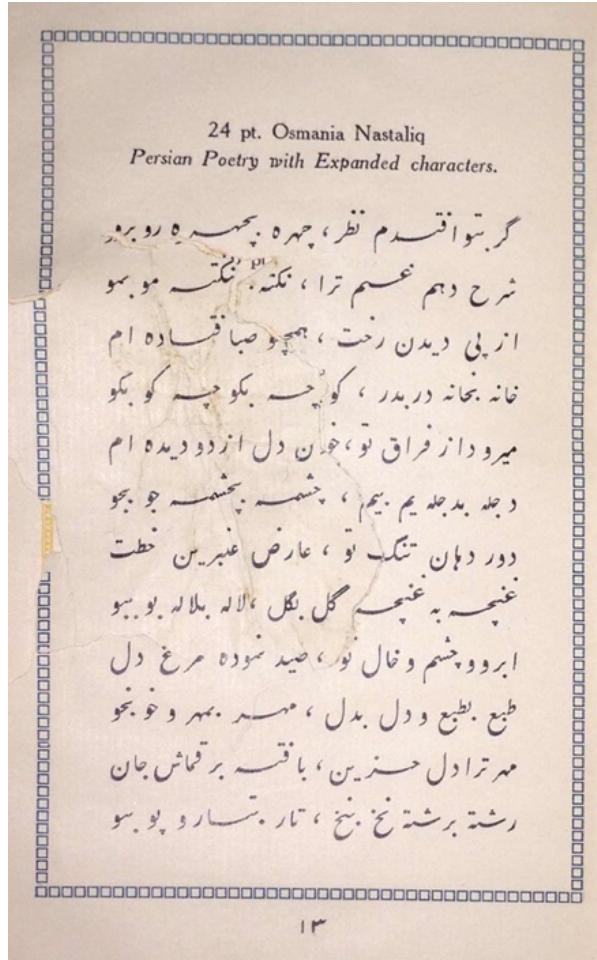 24 pt. Osmania Nastaliq
Persian Poetry with Expanded characters.
گر بتو افتدم نظر، چهره بچهره رو برو
شرح دهم غم ترا، نکته بنکته مو بمو
از پی دیدن رخت، همچو صبا فتاده ام
خانه بخانه در بدر، کوچه بکوچه کو بکو
میرود از فراق تو، خون دل از دو دیده ام
دجله بدجله یم بیم، چشمه بچشمه جو بجو
دور دهان تنگ تو، عارض عنبرین خطت
غنچه به غنچه گل بگل، لاله بلاله بو ببو
ابرو و چشم و خال تو، صید نموده مرغ دل
طبع بطبع و دل بدل، مهر بمهر و خو بخو
مهر ترا دل حزین، بافته بر قماش جان
رشتة برشتة نخ بنخ، تار بتار و پو بپو
۱۳